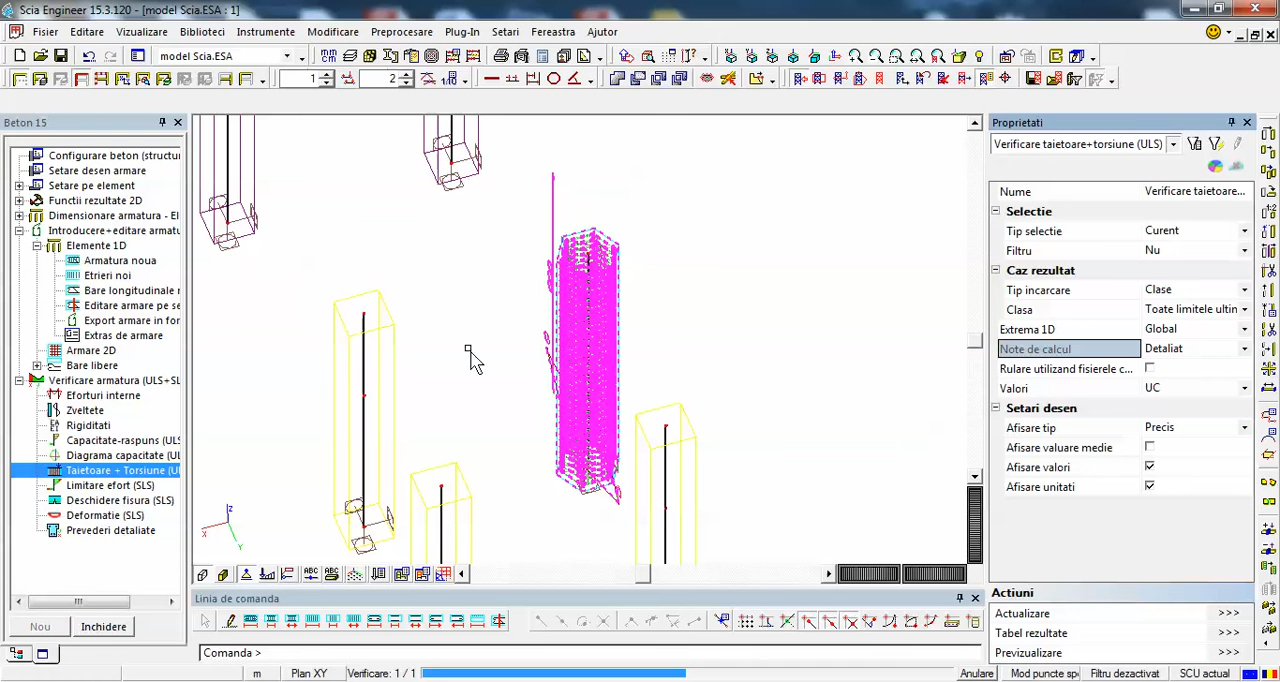 Scia Engineer 15.3.120 - [model Scia.ESA : 1]
Fisier Editare Vizualizare Biblioteci Instrumente Modificare Preprocesare Plug-In Setari Fereastra Ajutor
model Scia.ESA
1 2
Beton 15
Configurare beton (structu
Setare desen armare
Setare pe element
Functii rezultate 2D
Dimensionare armatura - El
Introducere+editare armatu
Elemente 1D
Armatura noua
Etrieri noi
Bare longitudinale n
Editare armare pe se
Export armare in for
Extras de armare
Armare 2D
Bare libere
Verificare armatura (ULS+SL
Eforturi interne
Zveltete
Rigiditati
Capacitate-raspuns (ULS
Diagrama capacitate (UL
Taietoare + Torsiune (UL
Limitare efort (SLS)
Deschidere fisura (SLS)
Deformatie (SLS)
Prevederi detaliate
Nou Inchidere
z
x
Y
Proprietati
Verificare taietoare+torsiune (ULS)
Nume Verificare taietoare...
Selectie
Tip selectie Curent
Filtru Nu
Caz rezultat
Tip incarcare Clase
Clasa Toate limitele ultin
Extrema 1D Global
Note de calcul Detaliat
Rulare utilizand fisierele c...
Valori UC
Setari desen
Afisare tip Precis
Afisare valuare medie
Afisare valori
Afisare unitati
Actiuni
Actualizare >>>
Tabel rezultate >>>
Previzualizare >>>
Linia de comanda
Comanda >
m Plan XY Verificare: 1 / 1 Anulare Mod puncte spe Filtru dezactivat SCU actual